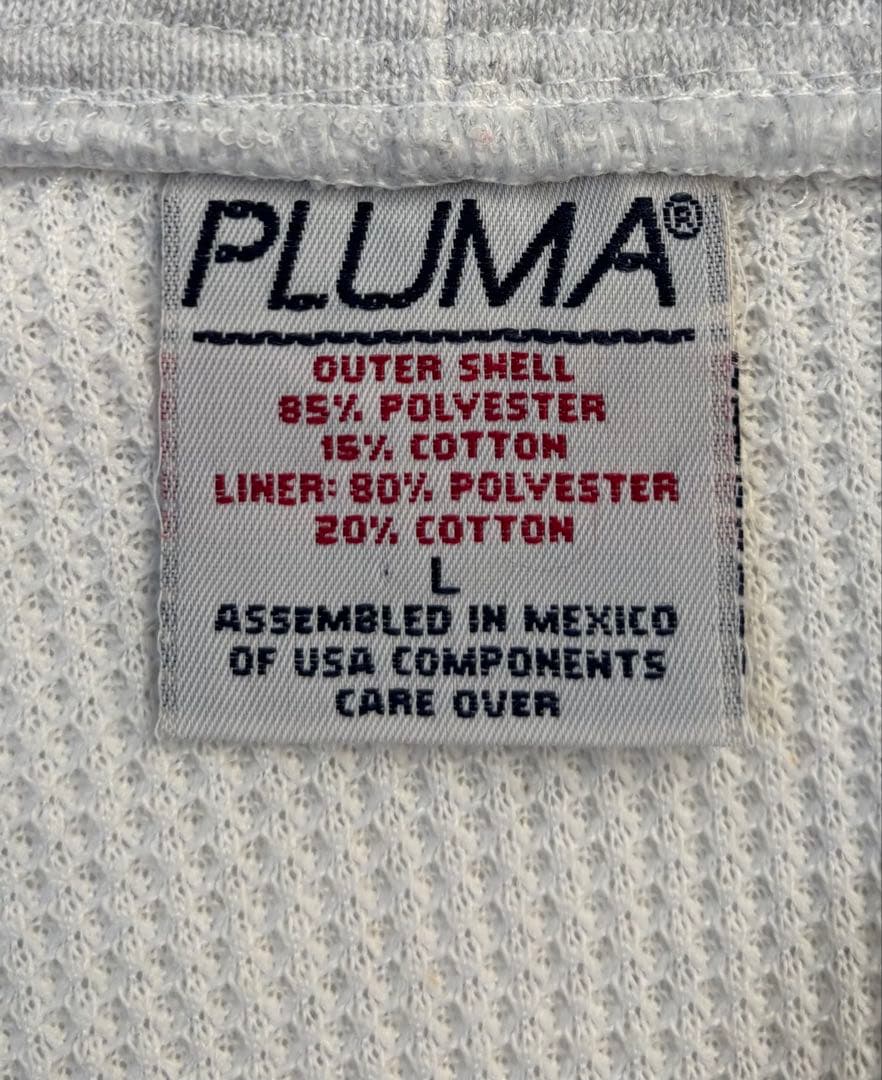 PLUMA®
OUTER SHELL
85% POLYESTER
15% COTTON
LINER: 80% POLYESTER
20% COTTON
L
ASSEMBLED IN MEXICO
OF USA COMPONENTS
CARE OVER